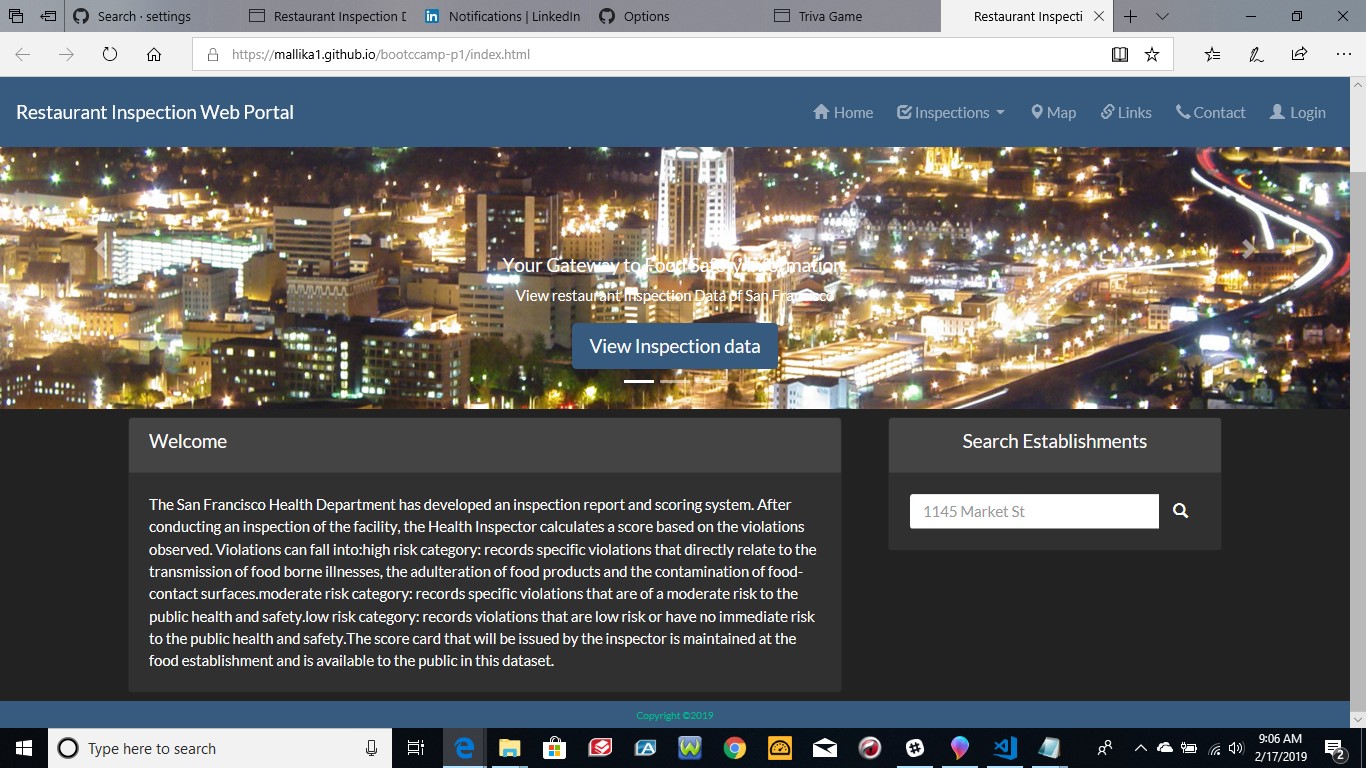 Search · settings
Restaurant Inspection D
Notifications | LinkedIn
Options
Triva Game
Restaurant Inspecti
https://mallika1.github.io/bootccamp-p1/index.html
Restaurant Inspection Web Portal
Home
Inspections
Map
Links
Contact
Login
Your Gateway to Food Safety Information
View restaurant Inspection Data of San Francisco
View Inspection data
Welcome
The San Francisco Health Department has developed an inspection report and scoring system. After
conducting an inspection of the facility, the Health Inspector calculates a score based on the violations
observed. Violations can fall into:high risk category: records specific violations that directly relate to the
transmission of food borne illnesses, the adulteration of food products and the contamination of food-
contact surfaces.moderate risk category: records specific violations that are of a moderate risk to the
public health and safety.low risk category: records violations that are low risk or have no immediate risk
to the public health and safety.The score card that will be issued by the inspector is maintained at the
food establishment and is available to the public in this dataset.
Search Establishments
1145 Market St
Copyright ©2019
Type here to search
9:06 AM
2/17/2019
2